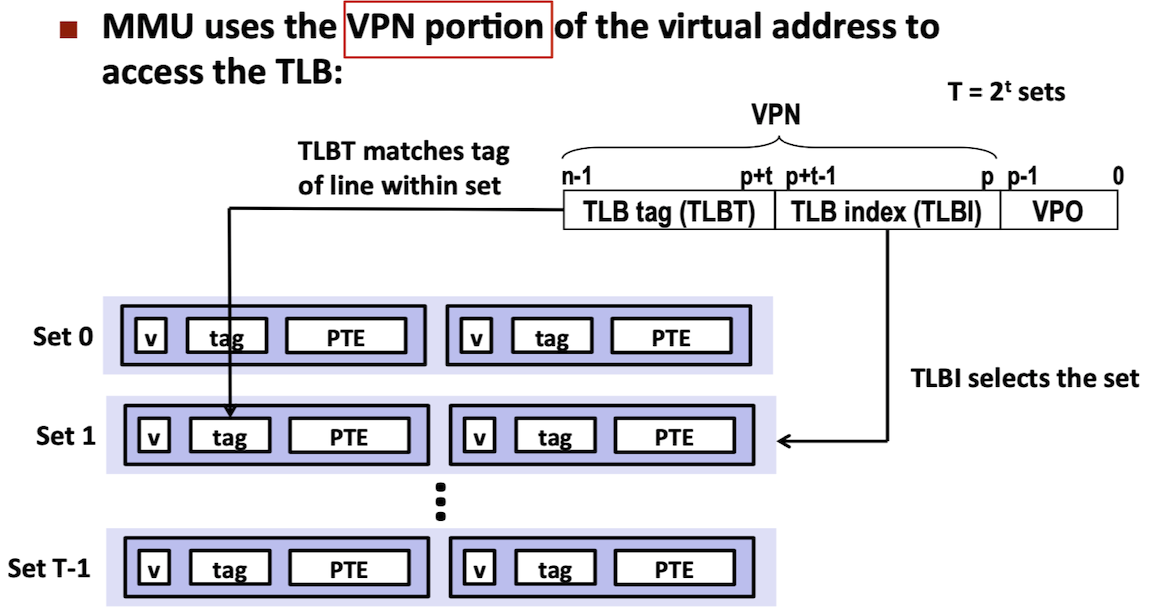 ■ MMU uses the VPN portion of the virtual address to
access the TLB:
T = 2ᵗ sets
VPN
TLBT matches tag
of line within set
n-1 p+t p+t-1 p p-1 0
TLB tag (TLBT) TLB index (TLBI) VPO
Set 0 v tag PTE v tag PTE
TLBI selects the set
Set 1 v tag PTE v tag PTE
Set T-1 v tag PTE v tag PTE